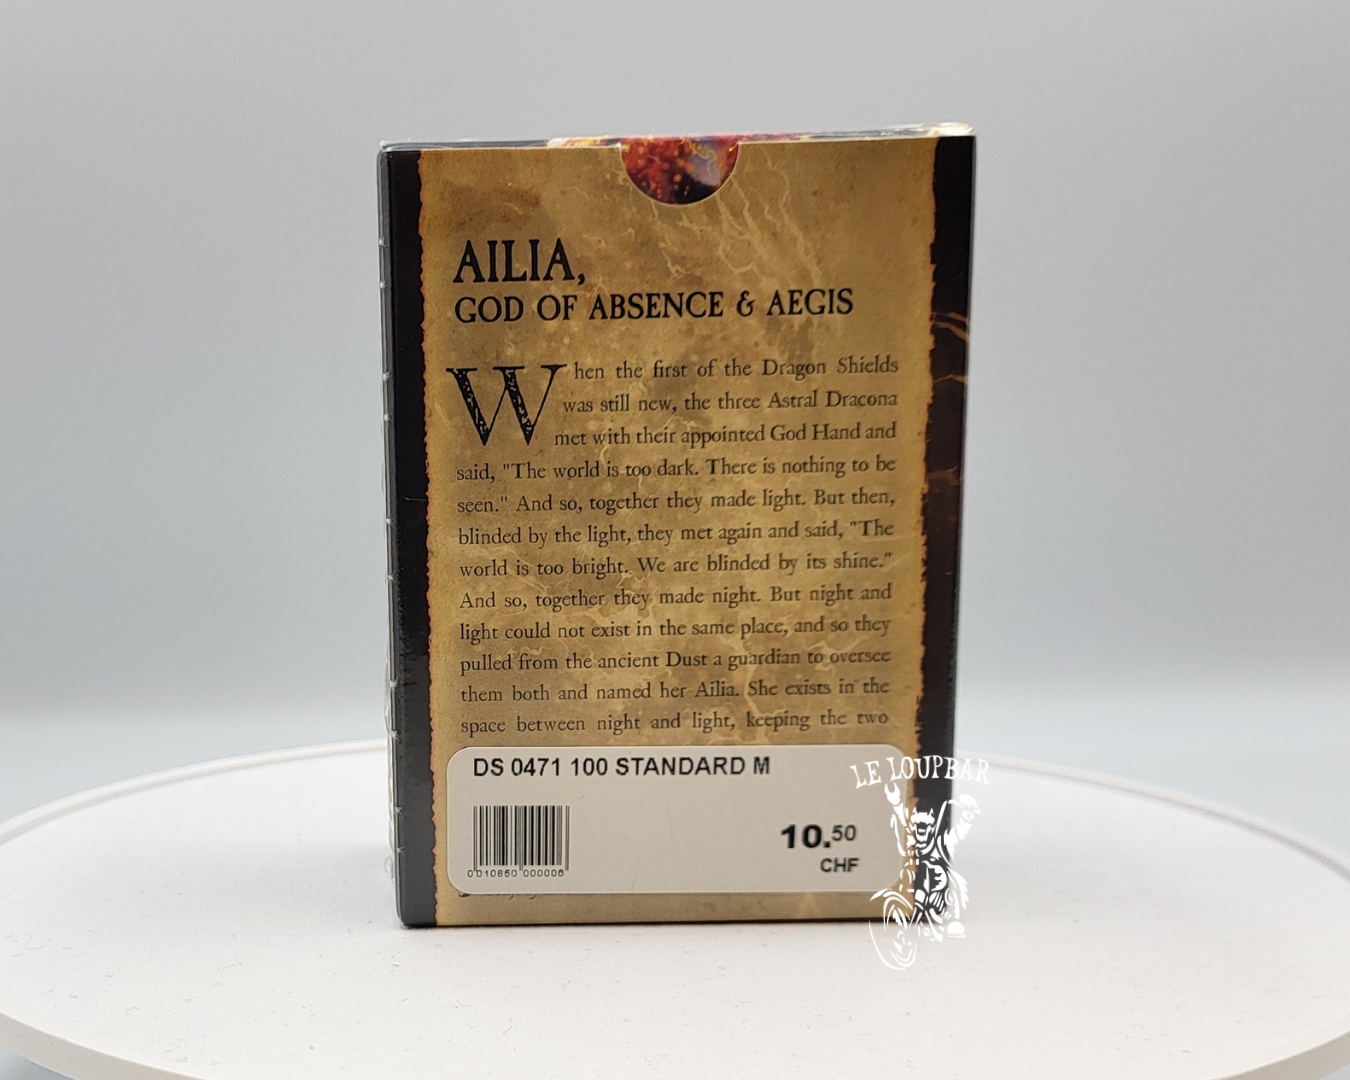 AILIA,
GOD OF ABSENCE & AEGIS
When the first of the Dragon Shields
was still new, the three Astral Dracona
met with their appointed God Hand and
said, "The world is too dark. There is nothing to be
seen." And so, together they made light. But then,
blinded by the light, they met again and said, "The
world is too bright. We are blinded by its shine."
And so, together they made night. But night and
light could not exist in the same place, and so they
pulled from the ancient Dust a guardian to oversee
them both and named her Ailia. She exists in the
space between night and light, keeping the two
DS 0471 100 STANDARD M
10.50
CHF
0 010850 000006
LE LOUPBAR